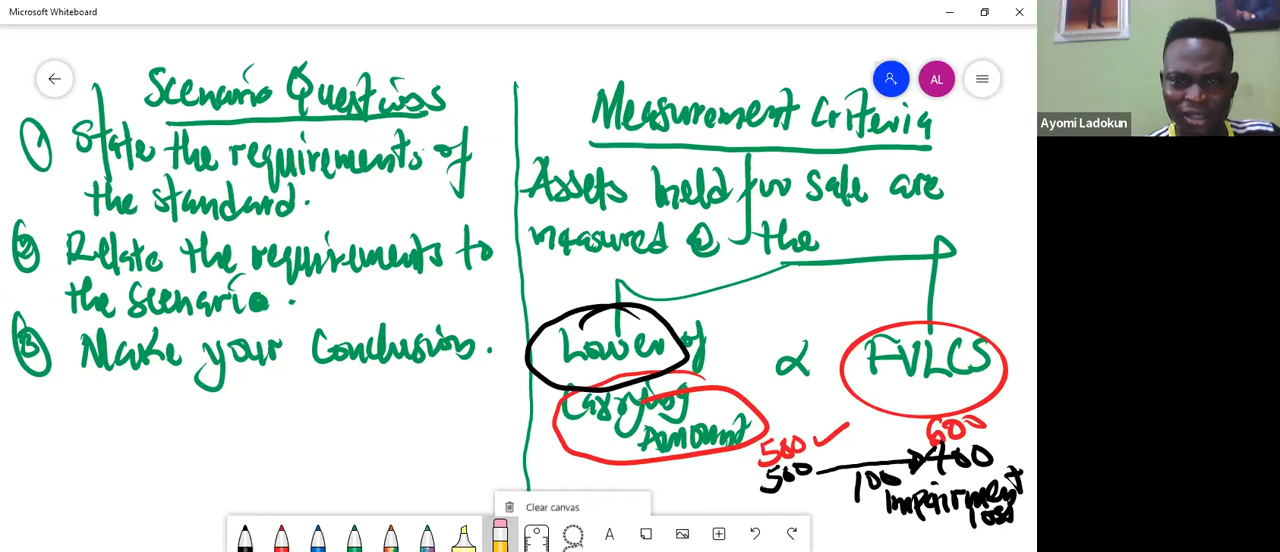 Microsoft Whiteboard
Scenario Questions
① State the requirements of
the standard.
② Relate the requirements to
the scenario.
③ Make your Conclusion.
AL
Measurement Criteria
Assets held for Sale are
measured @ the
Lower of
Carrying
Amount
& FVLCS
500 ✓ 600
500 → 400
100 Impairment
loss
Clear canvas
Ayomi Ladokun